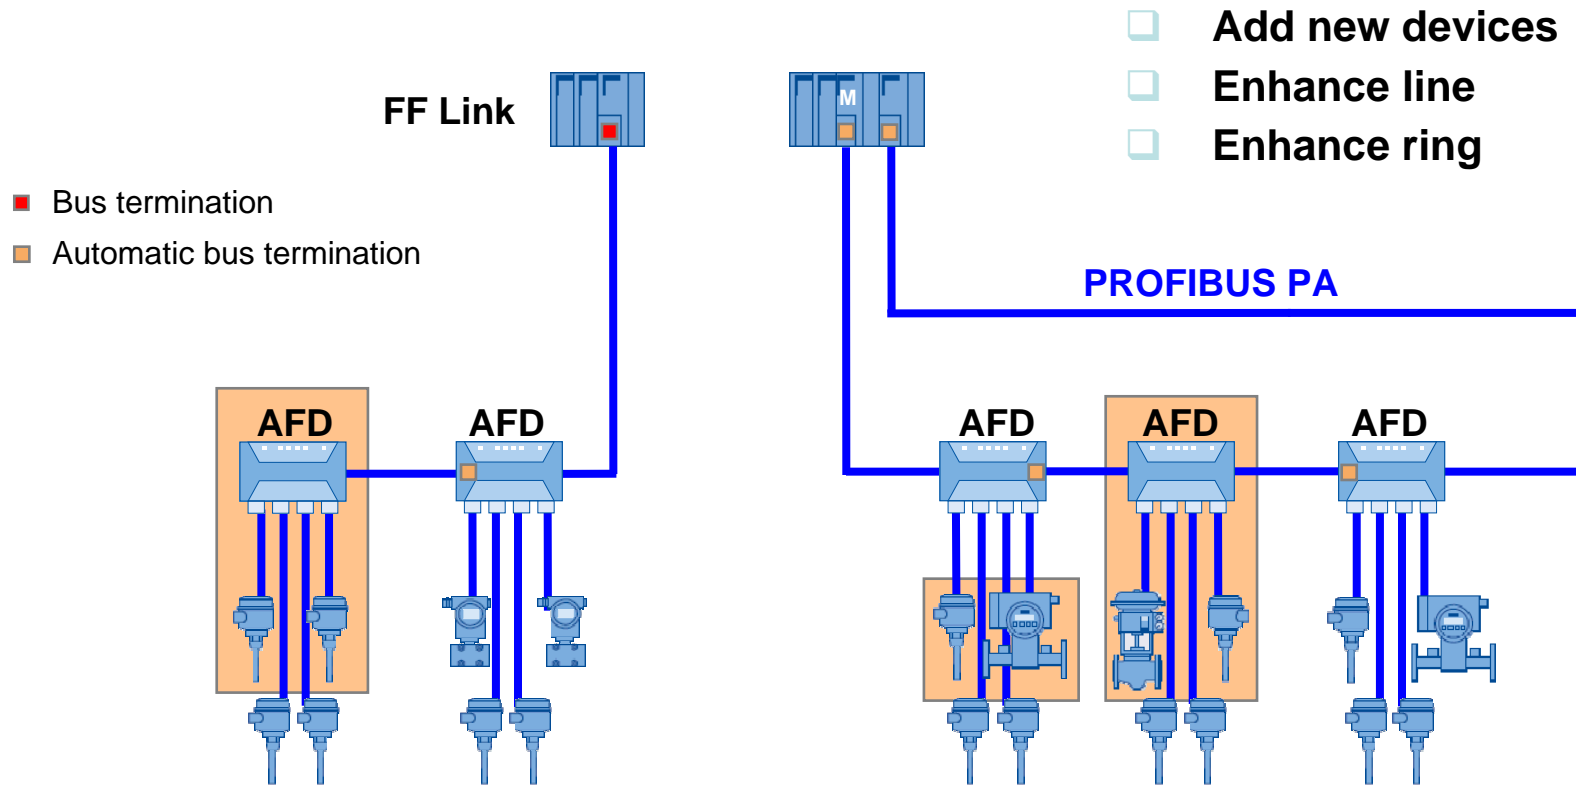 Add new devices
Enhance line
Enhance ring
FF Link
M
Bus termination
Automatic bus termination
PROFIBUS PA
AFD
AFD
AFD
AFD
AFD